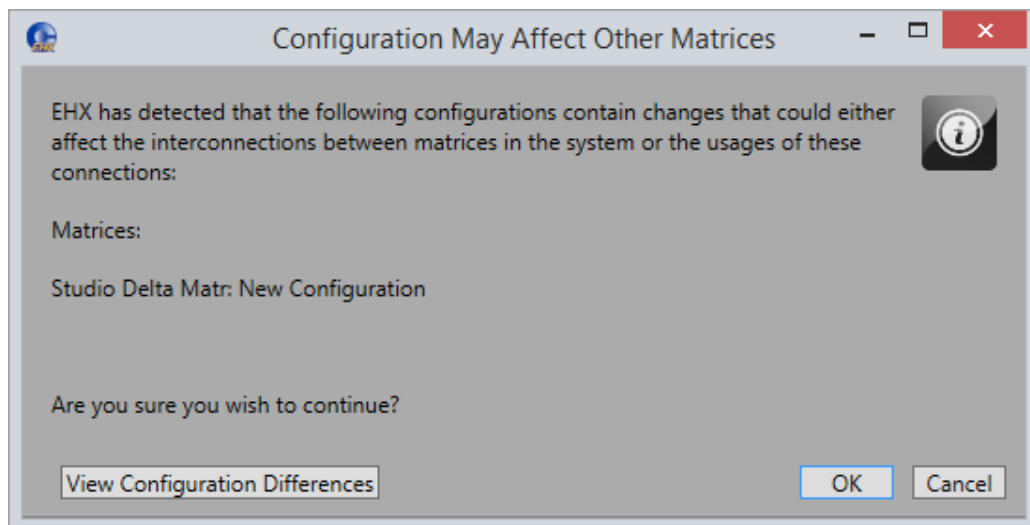 Configuration May Affect Other Matrices
EHX has detected that the following configurations contain changes that could either
affect the interconnections between matrices in the system or the usages of these
connections:
Matrices:
Studio Delta Matr: New Configuration
Are you sure you wish to continue?
View Configuration Differences
OK
Cancel